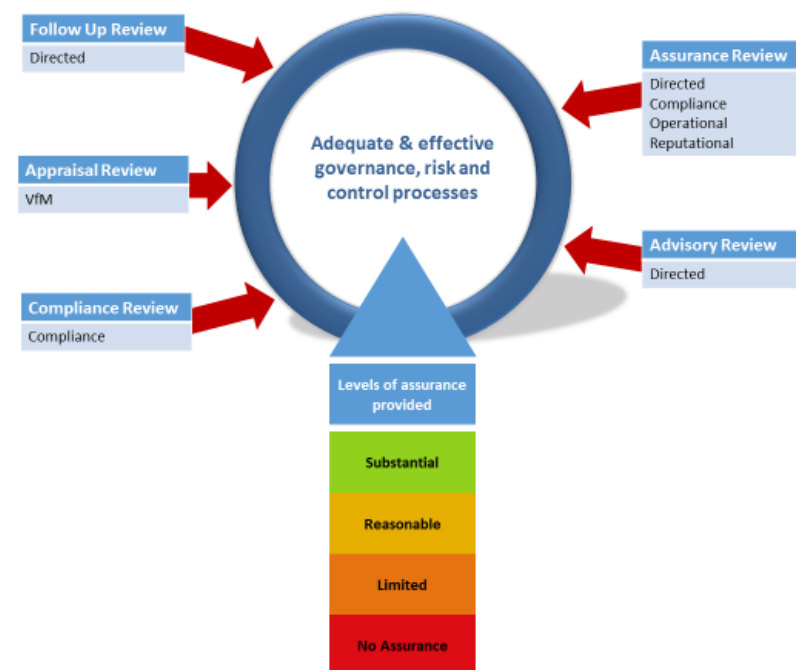 Follow Up Review
Directed
Assurance Review
Directed
Compliance
Operational
Reputational
Adequate & effective
governance, risk and
control processes
Appraisal Review
VfM
Advisory Review
Directed
Compliance Review
Compliance
Levels of assurance
provided
Substantial
Reasonable
Limited
No Assurance